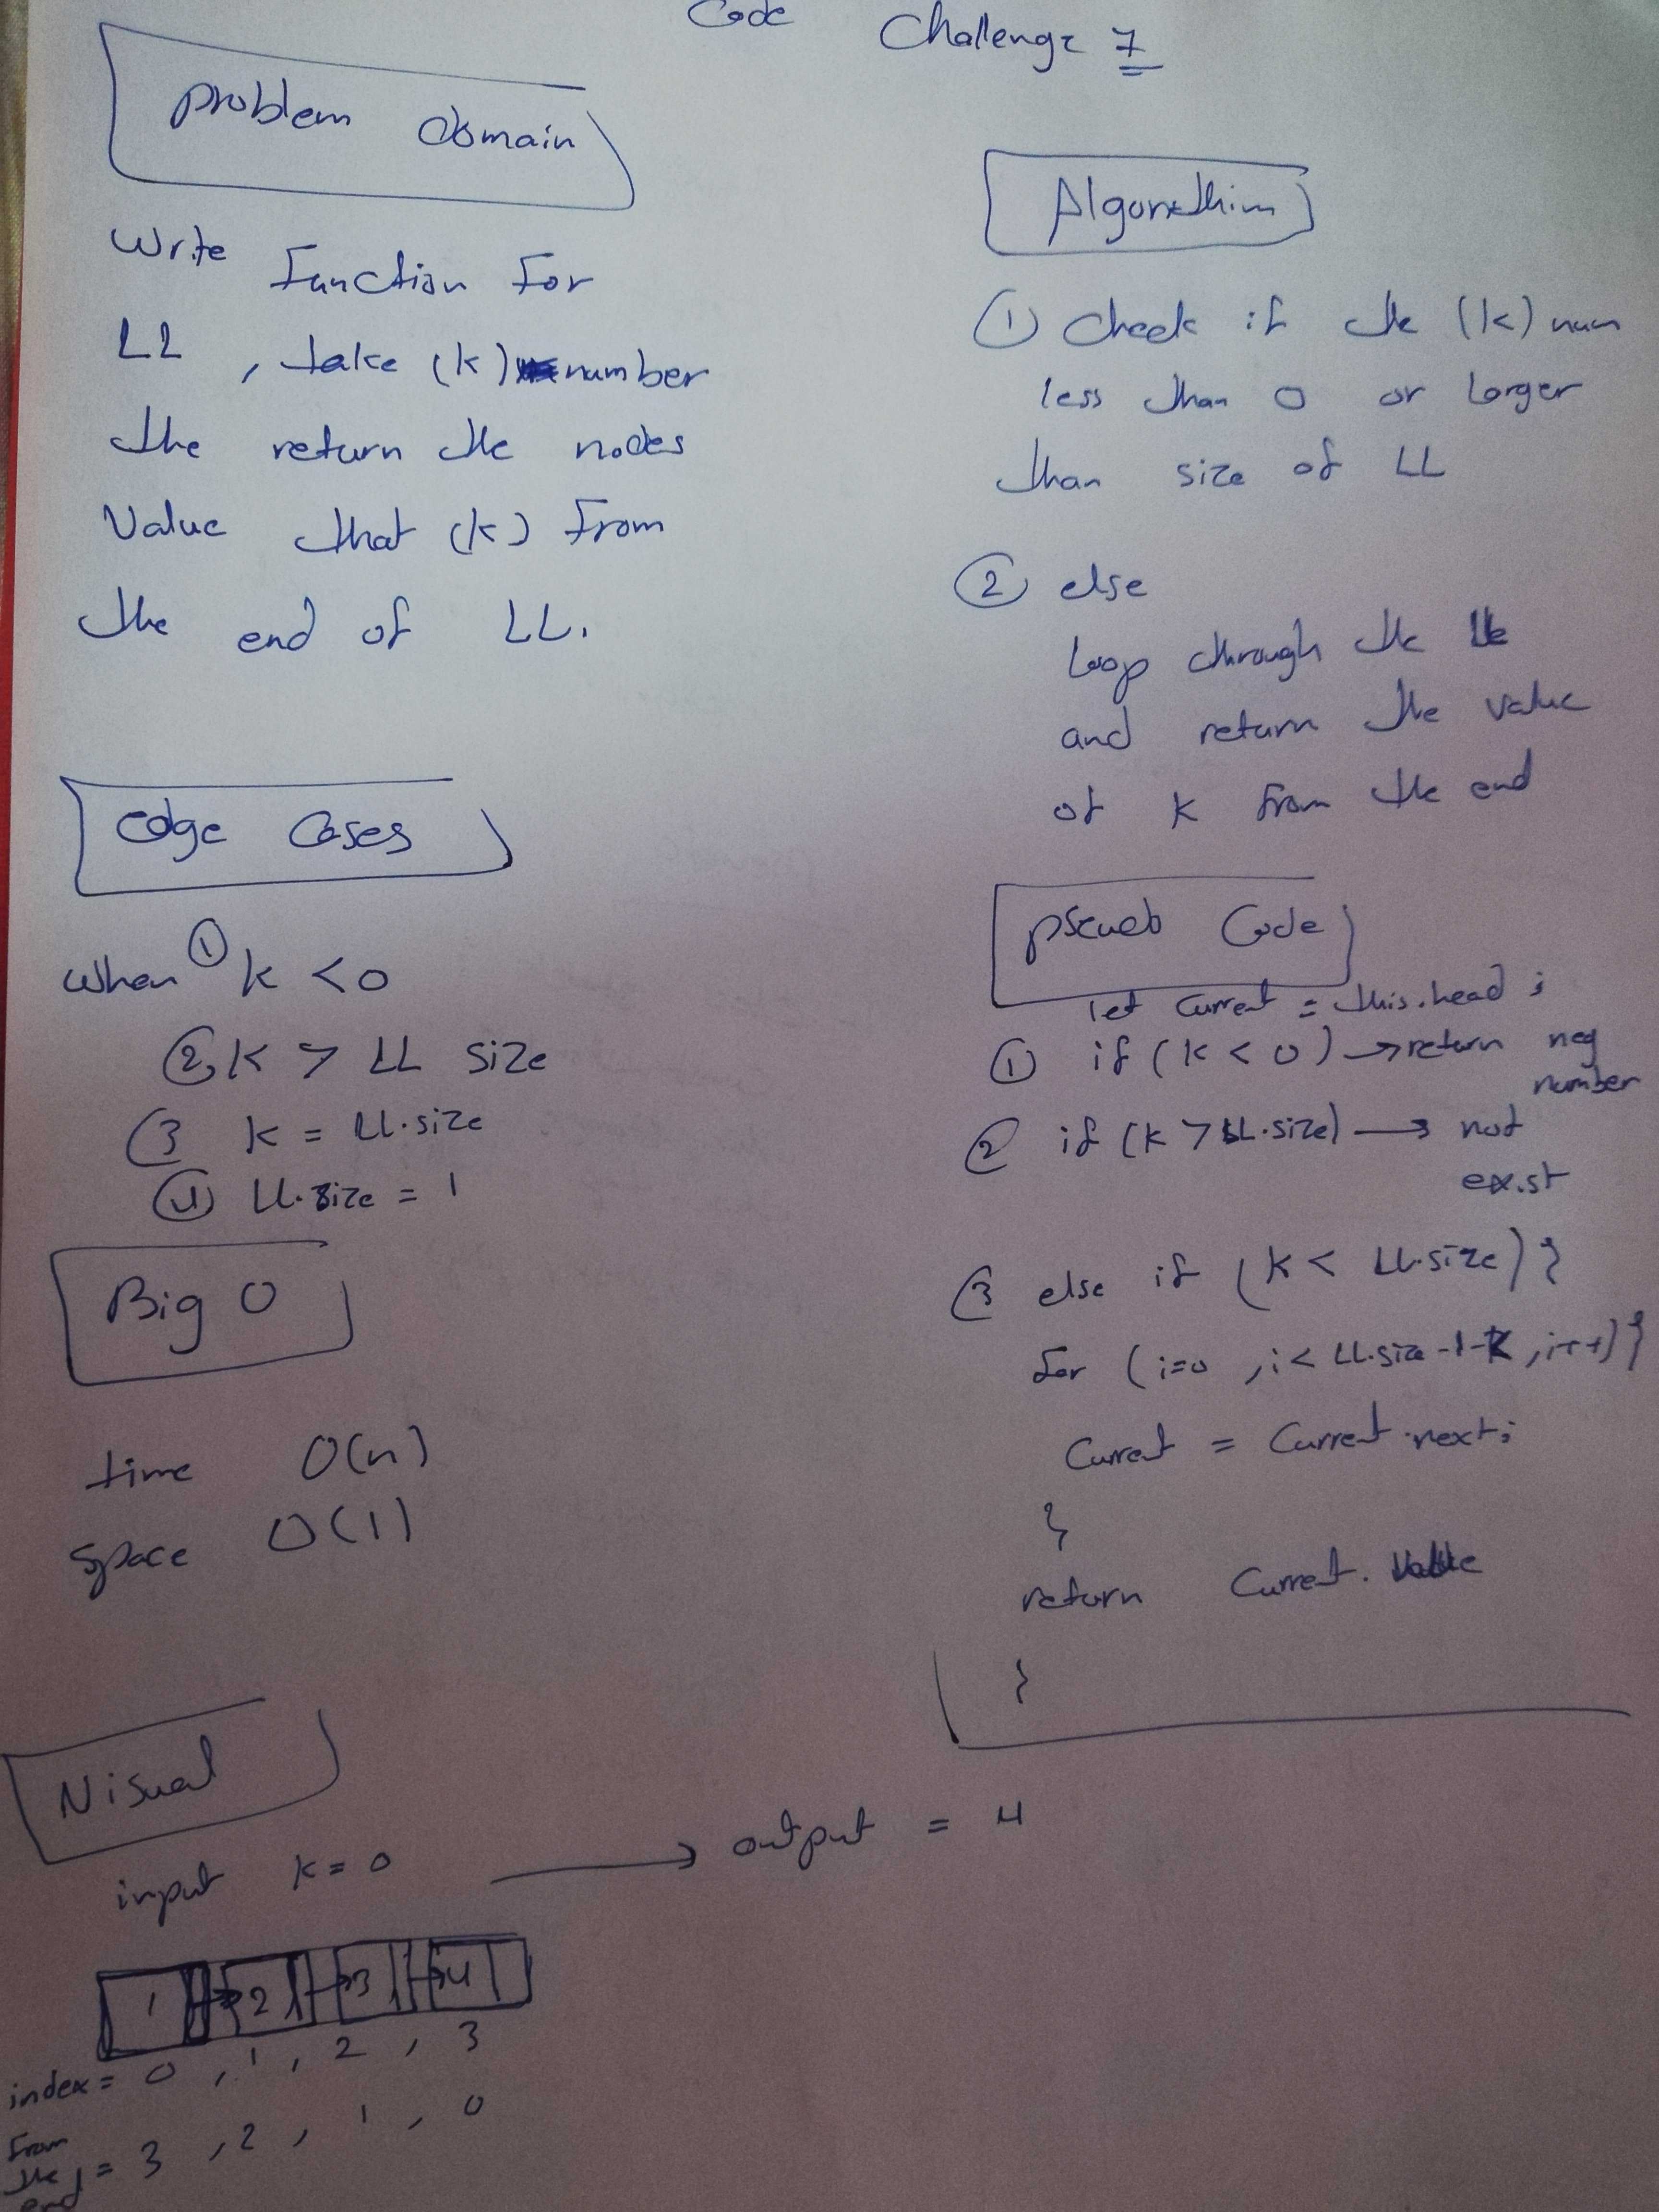 Code Challenge 7
problem domain
Write Function For
LL , take (k) number
the return the nodes
Value that (k) From
the end of LL.
edge Cases
When ① k < 0
② k > LL size
③ k = LL.size
④ LL.size = 1
Big O
time O(n)
space O(1)
Visual
input k = 0 → output = 4
1 → 2 → 3 → 4
index = 0 , 1 , 2 , 3
From
the
end = 3 , 2 , 1 , 0
Algorethim
① Check if the (k) num
less than 0 or larger
than size of LL
② else
loop through the
and return the value
of k from the end
pseudo Code
let current = this.head ;
① if (k < 0) → return neg
number
② if (k > LL.size) → not
exist
③ else if (k < LL.size) }
for (i=0 , i < LL.size -1-k , i++) }
Current = Current.next;
}
return Current. value
}